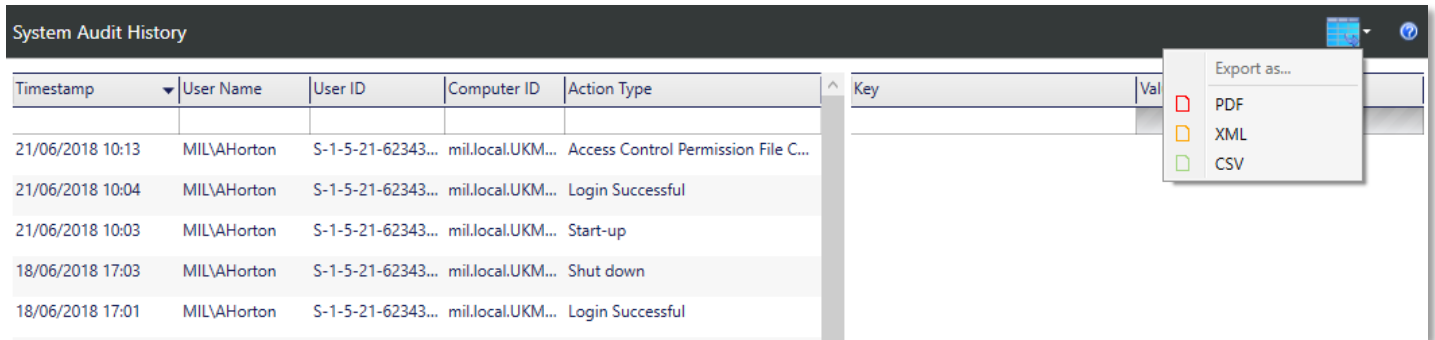 System Audit History
Export as...
Timestamp User Name User ID Computer ID Action Type Key Val
PDF
XML
CSV
21/06/2018 10:13 MIL\AHorton S-1-5-21-62343... mil.local.UKM... Access Control Permission File C...
21/06/2018 10:04 MIL\AHorton S-1-5-21-62343... mil.local.UKM... Login Successful
21/06/2018 10:03 MIL\AHorton S-1-5-21-62343... mil.local.UKM... Start-up
18/06/2018 17:03 MIL\AHorton S-1-5-21-62343... mil.local.UKM... Shut down
18/06/2018 17:01 MIL\AHorton S-1-5-21-62343... mil.local.UKM... Login Successful